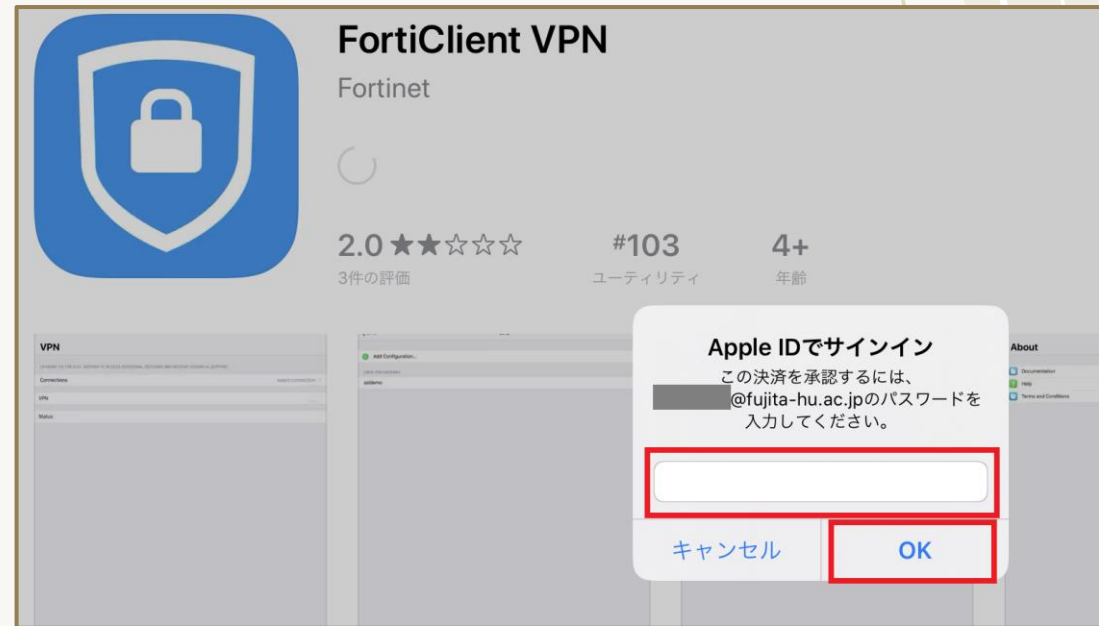 FortiClient VPN
Fortinet
2.0 ★★☆☆☆
#103
4+
3件の評価
ユーティリティ
年齢
VPN
Connections
VPN
Status
Add Configuration...
About
Documentation
Help
Terms and Conditions
Apple IDでサインイン
この決済を承認するには、
@fujita-hu.ac.jpのパスワードを
入力してください。
キャンセル
OK